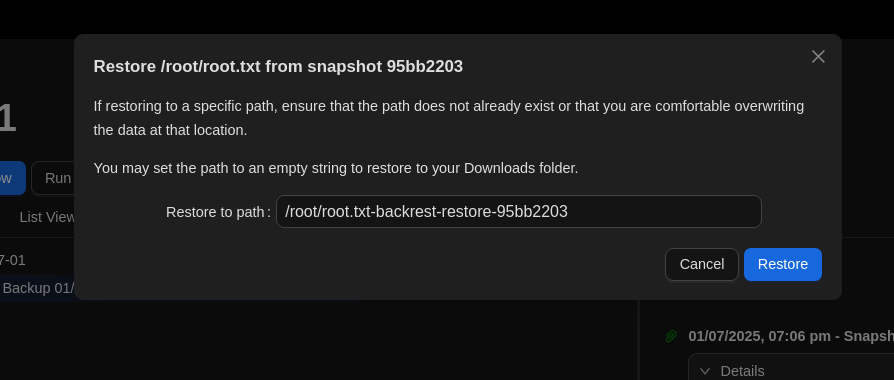 Restore /root/root.txt from snapshot 95bb2203
If restoring to a specific path, ensure that the path does not already exist or that you are comfortable overwriting
the data at that location.
You may set the path to an empty string to restore to your Downloads folder.
Restore to path : /root/root.txt-backrest-restore-95bb2203
Cancel Restore
1
ow Run
List View
7-01
Backup 01/
01/07/2025, 07:06 pm - Snapsh
Details